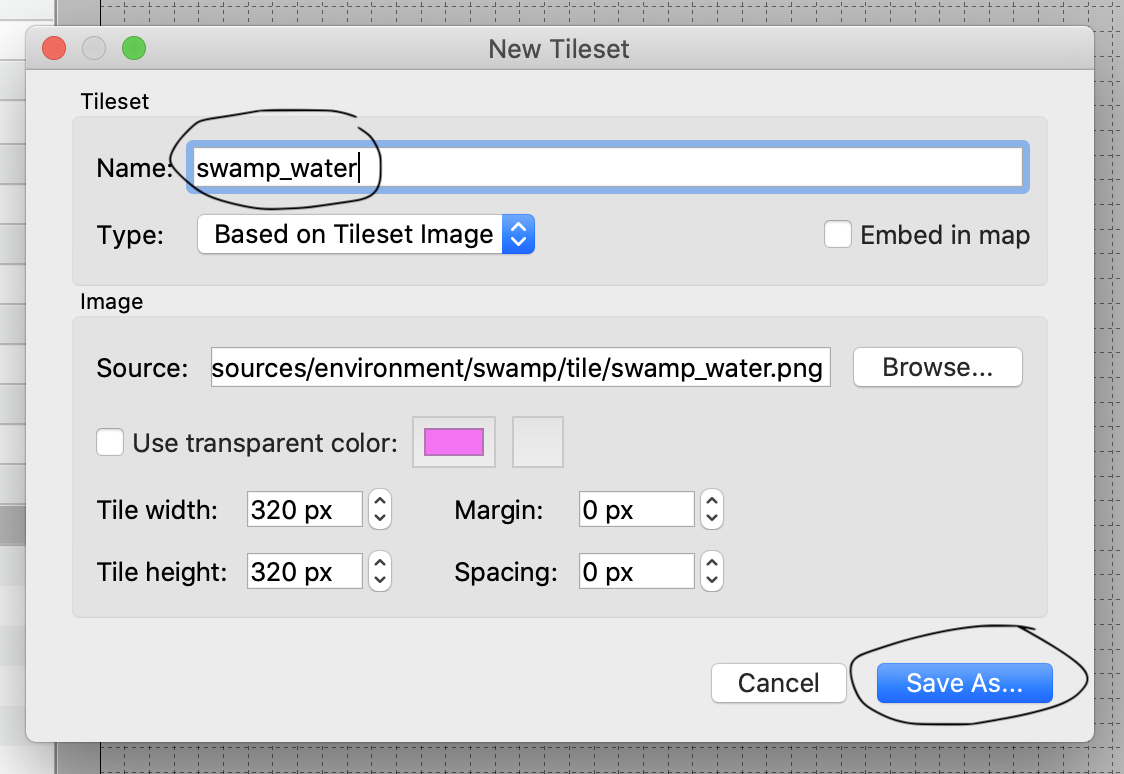 New Tileset
Tileset
Name: swamp_water
Type: Based on Tileset Image Embed in map
Image
Source: sources/environment/swamp/tile/swamp_water.png Browse...
Use transparent color:
Tile width: 320 px Margin: 0 px
Tile height: 320 px Spacing: 0 px
Cancel Save As...